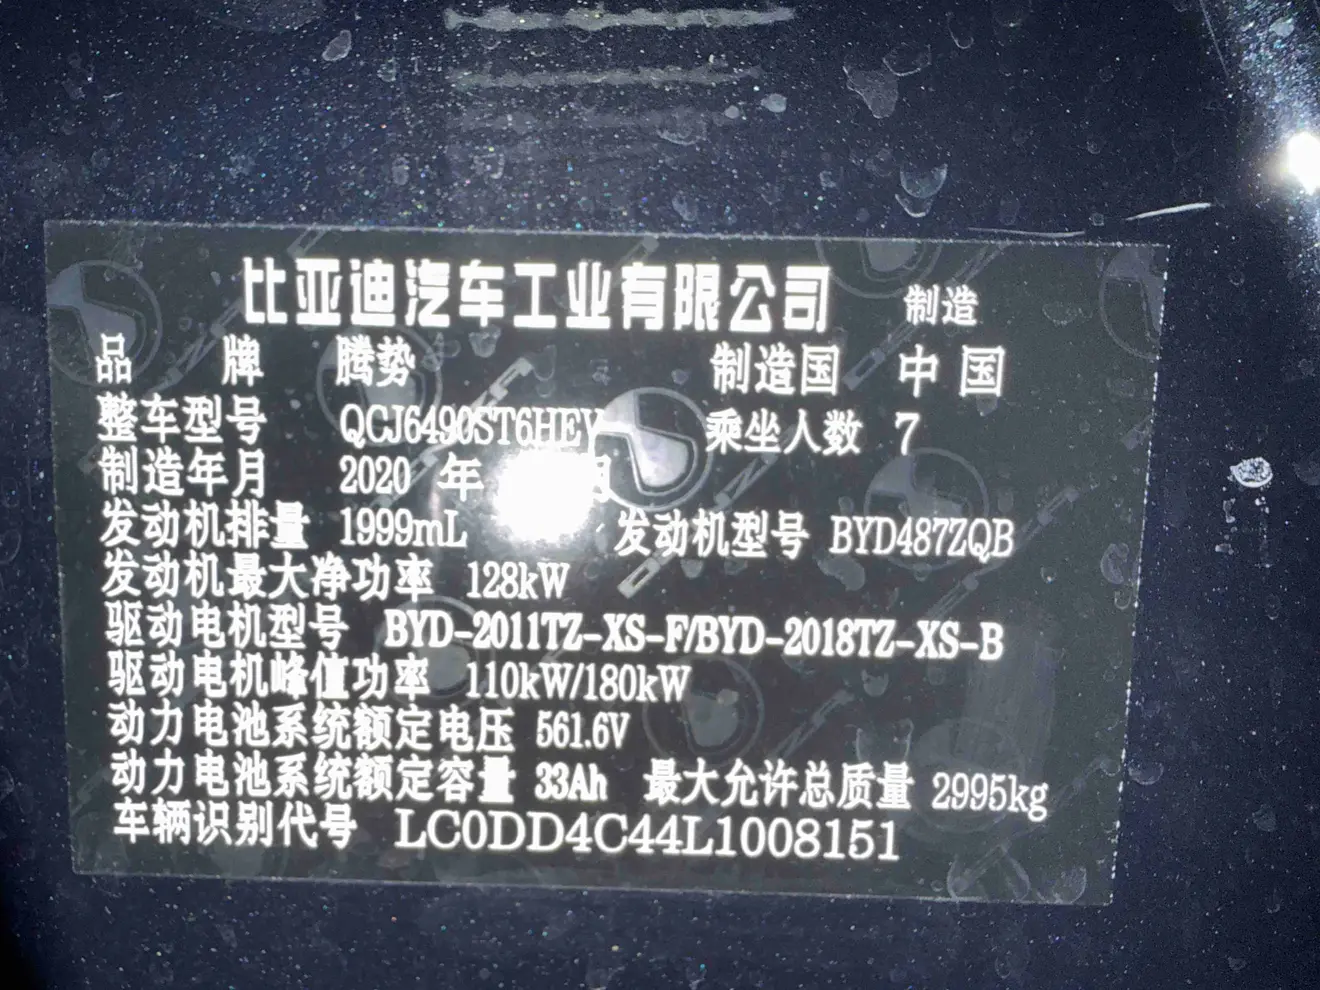 比亚迪汽车工业有限公司 制造
品牌 腾势 制造国 中国
整车型号 QCJ6490ST6HEV 乘坐人数 7
制造年月 2020 年 月
发动机排量 1999mL 发动机型号 BYD487ZQB
发动机最大净功率 128kW
驱动电机型号 BYD-2011TZ-XS-F/BYD-2018TZ-XS-B
驱动电机峰值功率 110kW/180kW
动力电池系统额定电压 561.6V
动力电池系统额定容量 33Ah 最大允许总质量 2995kg
车辆识别代号 LC0DD4C44L1008151